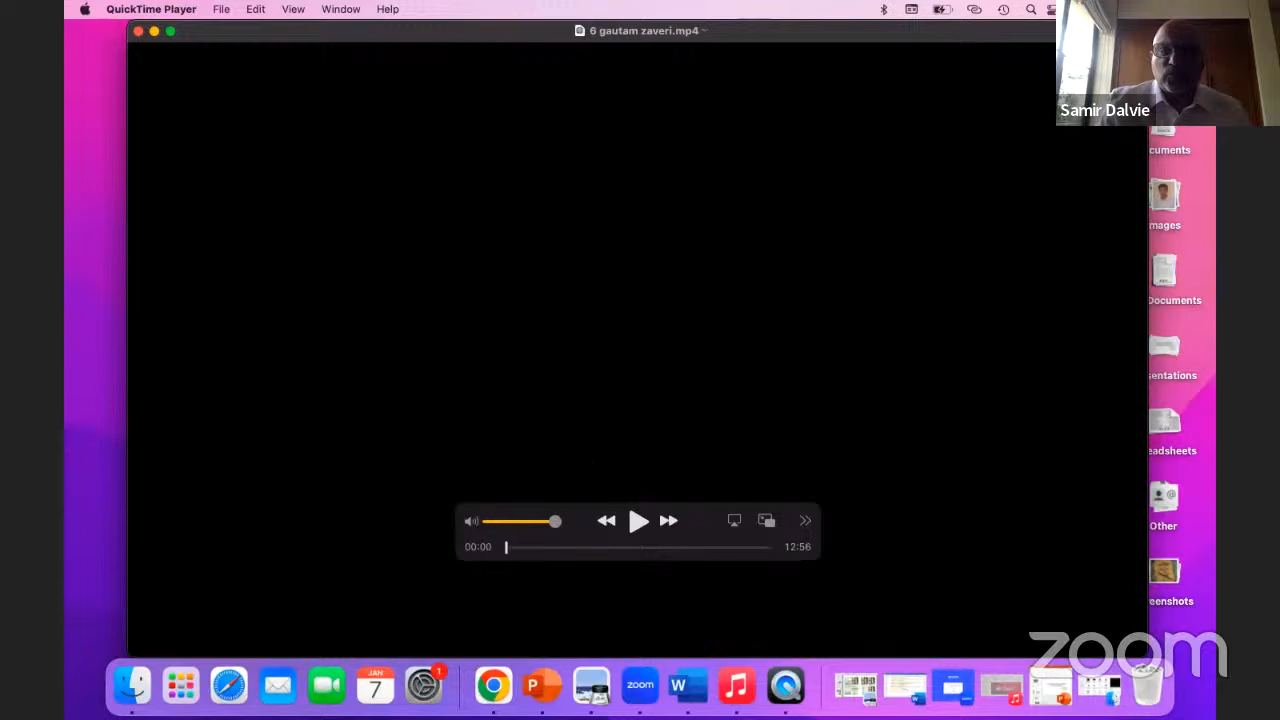 QuickTime Player File Edit View Window Help
6 gautam zaveri.mp4
Samir Dalvie
cuments
mages
Documents
sentations
eadsheets
Other
eenshots
00:00 12:56
zoom
JAN
7
1
zoom
W
P